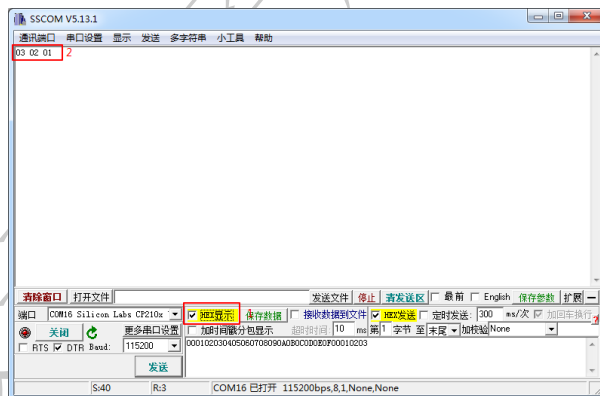 SSCOM V5.13.1
通讯端口 串口设置 显示 发送 多字符串 小工具 帮助
03 02 01 2
清除窗口 打开文件 发送文件 停止 清发送区 最前 English 保存参数 扩展 —
端口 COM16 Silicon Labs CP210x HEX显示 保存数据 接收数据到文件 HEX发送 定时发送: 300 ms/次 加回车换行
关闭 更多串口设置 加时间戳分包显示 超时时间 10 ms 第1 字节 至 末尾 加校验 None
RTS DTR Baud: 115200 000102030405060708090A0B0C0D0E0F00010203
发送
S:40 R:3 COM16 已打开 115200bps,8,1,None,None